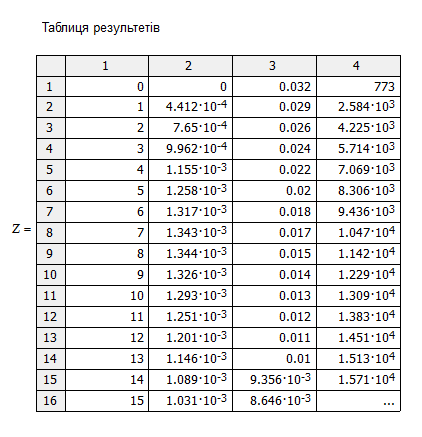 Таблиця результетів
1 2 3 4
1 0 0 0.032 773
2 1 4.412·10-4 0.029 2.584·10³
3 2 7.65·10-4 0.026 4.225·10³
4 3 9.962·10-4 0.024 5.714·10³
5 4 1.155·10-3 0.022 7.069·10³
6 5 1.258·10-3 0.02 8.306·10³
7 6 1.317·10-3 0.018 9.436·10³
Z = 8 7 1.343·10-3 0.017 1.047·10⁴
9 8 1.344·10-3 0.015 1.142·10⁴
10 9 1.326·10-3 0.014 1.229·10⁴
11 10 1.293·10-3 0.013 1.309·10⁴
12 11 1.251·10-3 0.012 1.383·10⁴
13 12 1.201·10-3 0.011 1.451·10⁴
14 13 1.146·10-3 0.01 1.513·10⁴
15 14 1.089·10-3 9.356·10-3 1.571·10⁴
16 15 1.031·10-3 8.646·10-3 ...